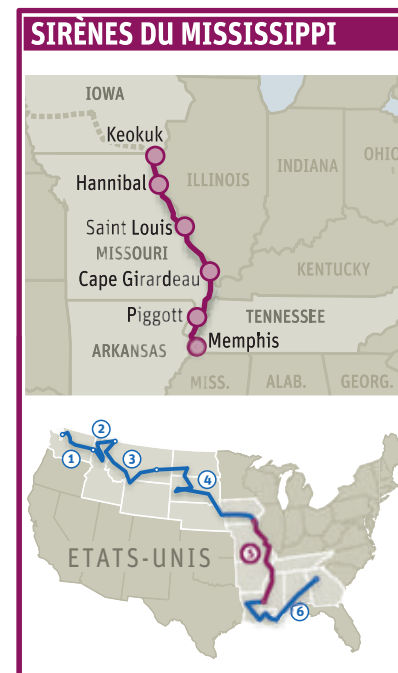 SIRÈNES DU MISSISSIPPI
IOWA
Keokuk
OHIO
INDIANA
Hannibal
ILLINOIS
Saint Louis
MISSOURI
KENTUCKY
Cape Girardeau
Piggott
TENNESSEE
Memphis
ARKANSAS
MISS.
ALAB.
GEORG.
2
1
3
4
ETATS-UNIS
5
6